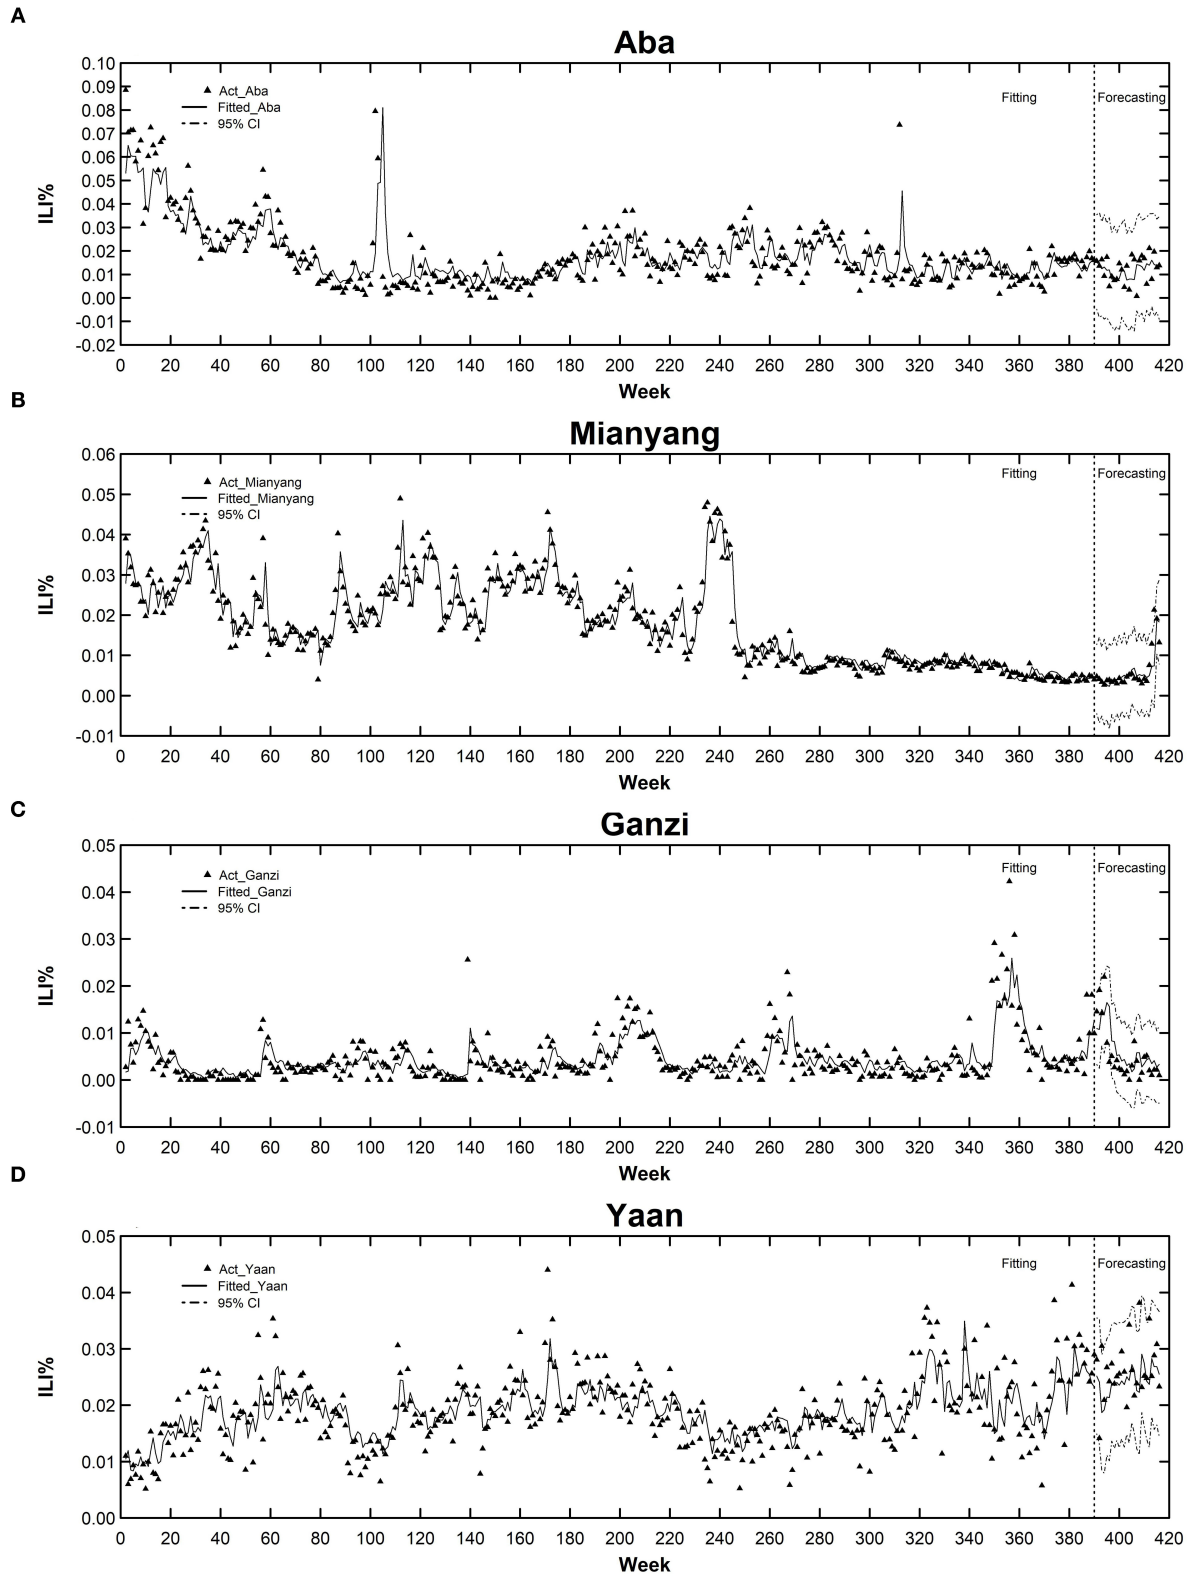 A
Aba
0.10
0.09
0.08
0.07
0.06
0.05
0.04
0.03
0.02
0.01
0.00
-0.01
-0.02
ILI%
Act_Aba
Fitted_Aba
95% CI
Fitting
Forecasting
0 20 40 60 80 100 120 140 160 180 200 220 240 260 280 300 320 340 360 380 400 420
Week
B
Mianyang
0.06
0.05
0.04
0.03
0.02
0.01
0.00
-0.01
ILI%
Act_Mianyang
Fitted_Mianyang
95% CI
Fitting
Forecasting
0 20 40 60 80 100 120 140 160 180 200 220 240 260 280 300 320 340 360 380 400 420
Week
C
Ganzi
0.05
0.04
0.03
0.02
0.01
0.00
-0.01
ILI%
Act_Ganzi
Fitted_Ganzi
95% CI
Fitting
Forecasting
0 20 40 60 80 100 120 140 160 180 200 220 240 260 280 300 320 340 360 380 400 420
Week
D
Yaan
0.05
0.04
0.03
0.02
0.01
0.00
ILI%
Act_Yaan
Fitted_Yaan
95% CI
Fitting
Forecasting
0 20 40 60 80 100 120 140 160 180 200 220 240 260 280 300 320 340 360 380 400 420
Week